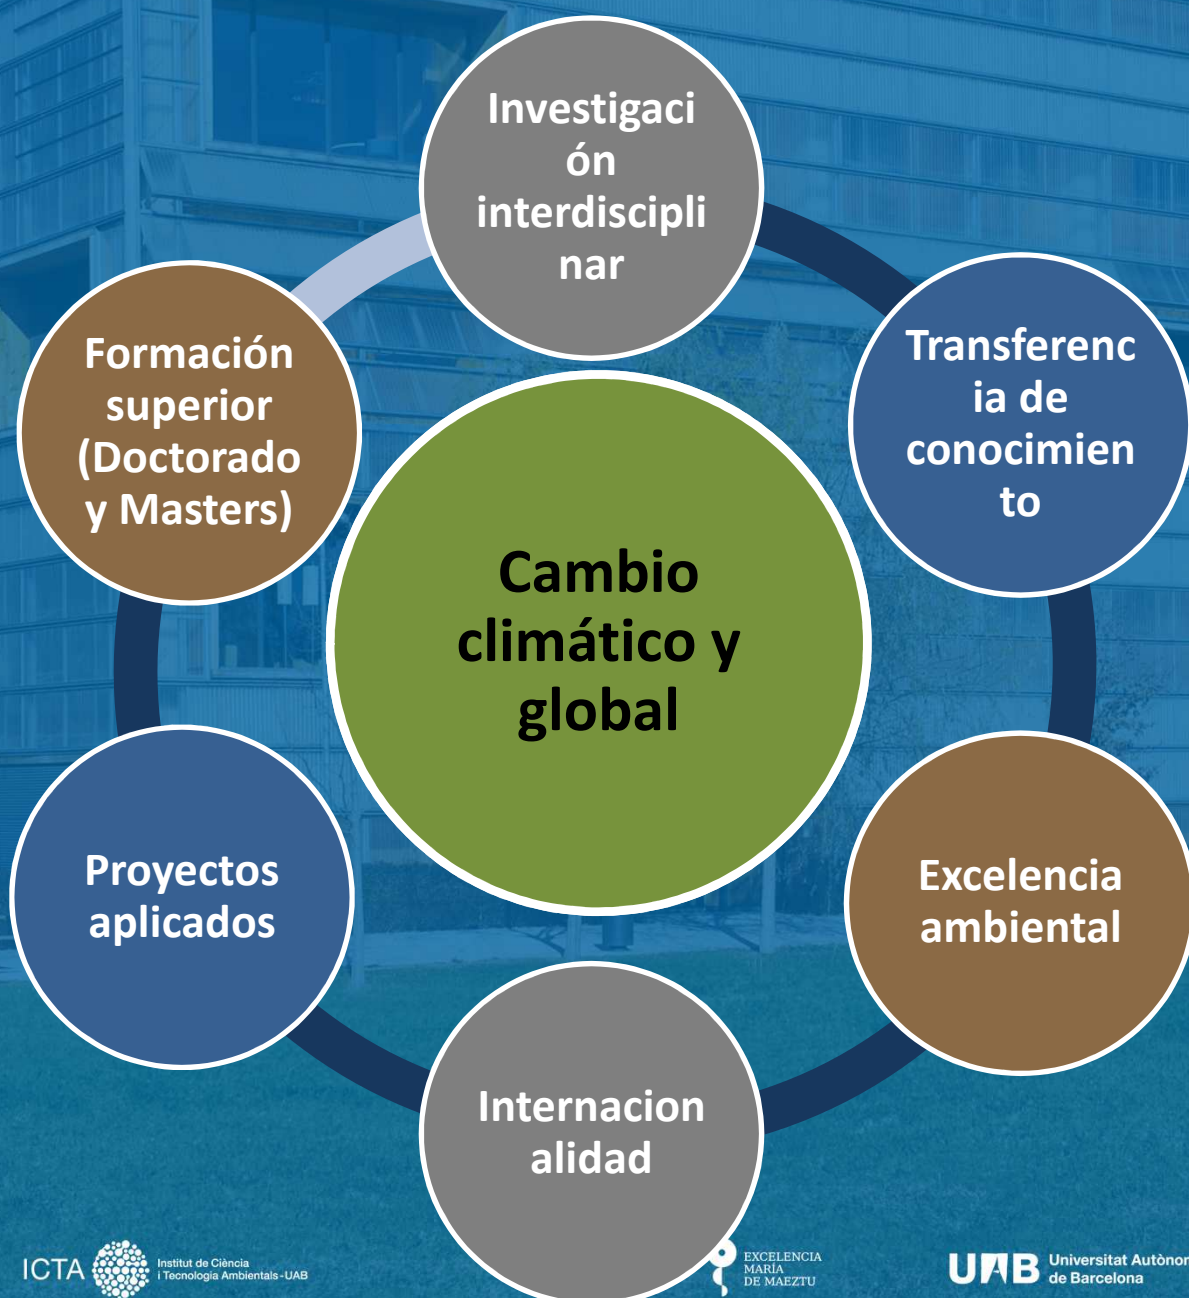 Investigaci
ón
interdiscipli
nar
Transferenc
ia de
conocimien
to
Excelencia
ambiental
Internacion
alidad
Proyectos
aplicados
Formación
superior
(Doctorado
y Masters)
Cambio
climático y
global
ICTA
Institut de Ciència
i Tecnologia Ambientals-UAB
EXCELENCIA
MARÍA
DE MAEZTU
UAB
Universitat Autònom
de Barcelona